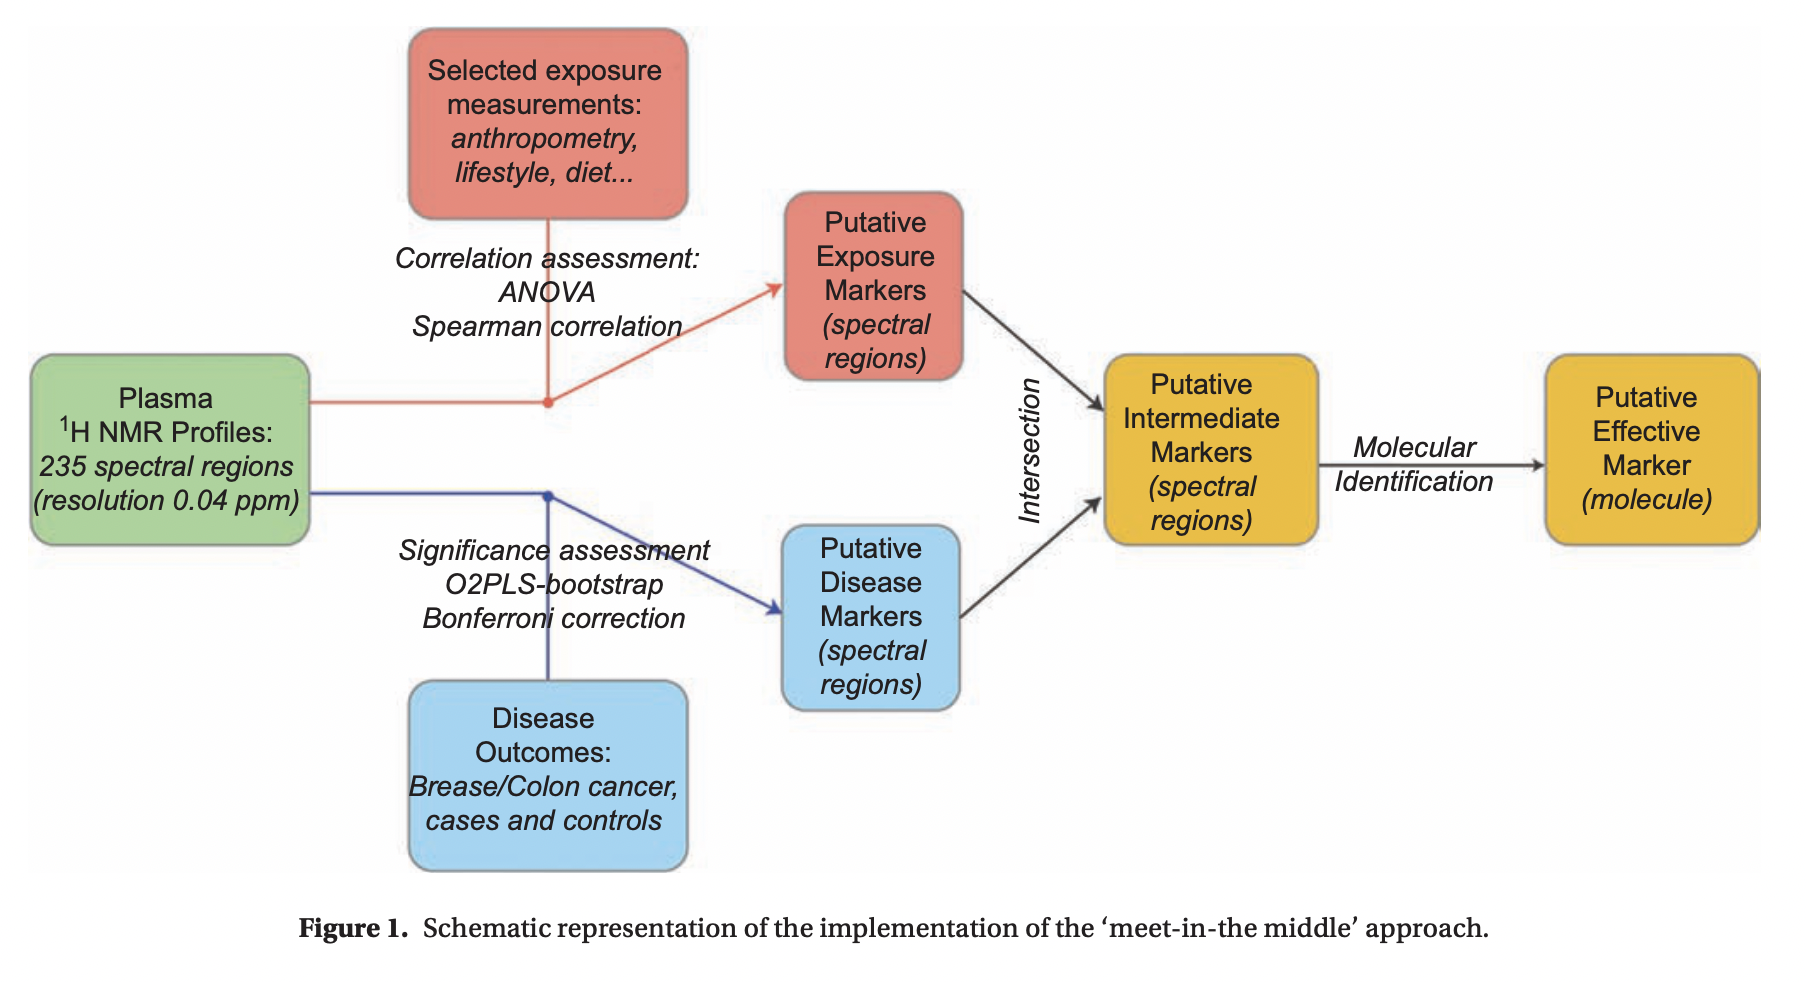 Selected exposure
measurements:
anthropometry,
lifestyle, diet...
Correlation assessment:
ANOVA
Spearman correlation
Putative
Exposure
Markers
(spectral
regions)
Plasma
¹H NMR Profiles:
235 spectral regions
(resolution 0.04 ppm)
Intersection
Putative
Intermediate
Markers
(spectral
regions)
Molecular
Identification
Putative
Effective
Marker
(molecule)
Significance assessment
O2PLS-bootstrap
Bonferroni correction
Putative
Disease
Markers
(spectral
regions)
Disease
Outcomes:
Brease/Colon cancer,
cases and controls
Figure 1. Schematic representation of the implementation of the ‘meet-in-the middle’ approach.